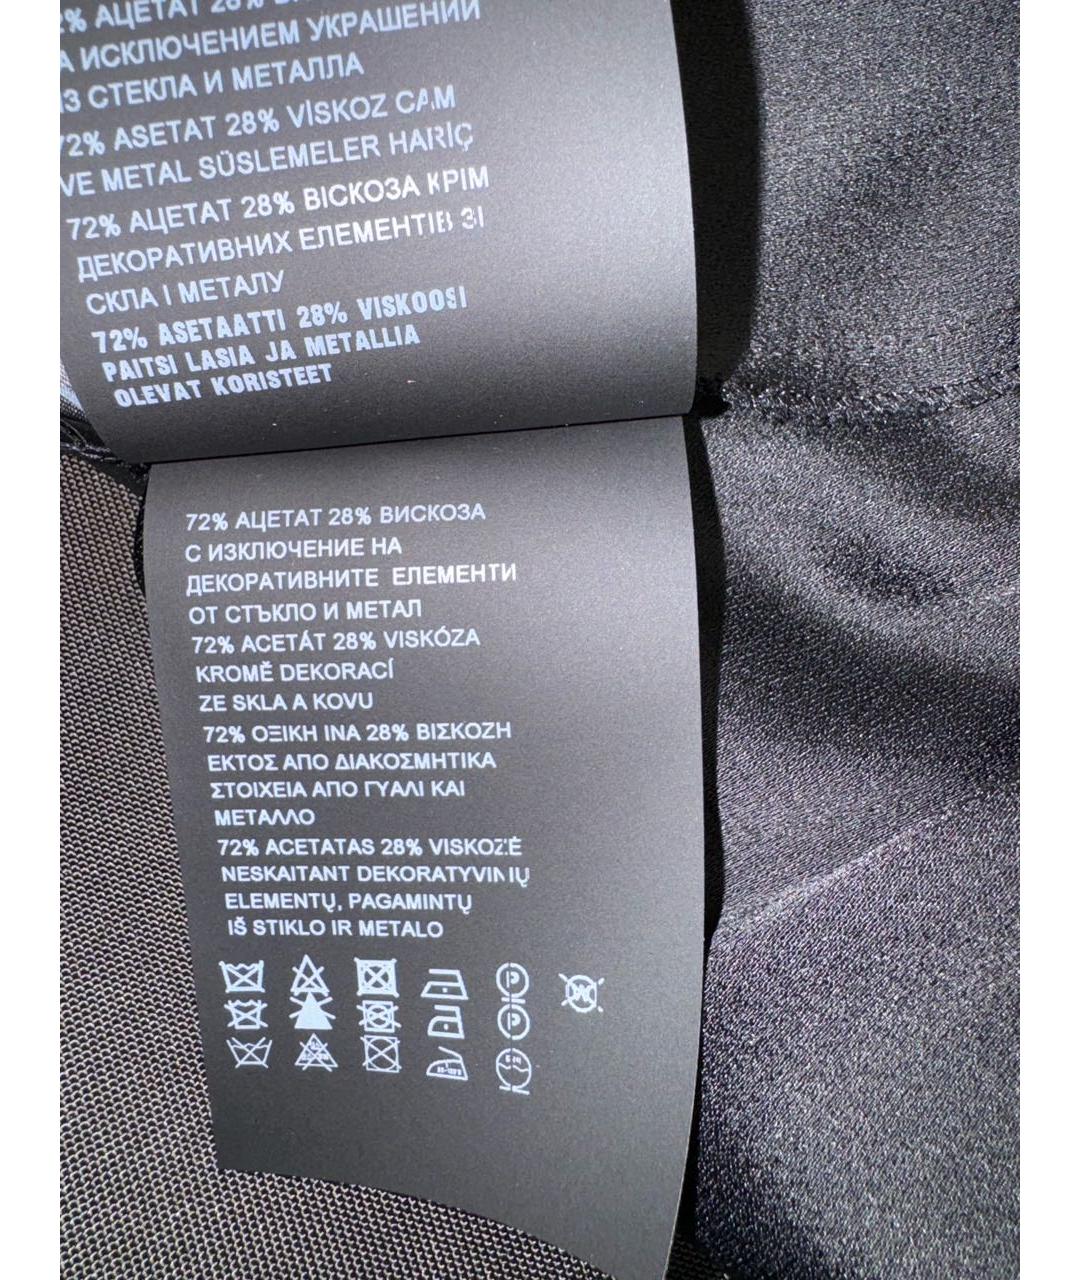 % АЦЕТАТ 28%
ИСКЛЮЧЕНИЕМ УКРАШЕНИЙ
ИЗ СТЕКЛА И МЕТАЛЛА
72% ASETAT 28% VİSKOZ CAM
VE METAL SÜSLEMELER HARİÇ
72% АЦЕТАТ 28% ВІСКОЗА КРІМ
ДЕКОРАТИВНИХ ЕЛЕМЕНТІВ ЗІ
СКЛА І МЕТАЛУ
72% ASETAATTI 28% VISKOOSI
PAITSI LASIA JA METALLIA
OLEVAT KORISTEET
72% АЦЕТАТ 28% ВИСКОЗА
С ИЗКЛЮЧЕНИЕ НА
ДЕКОРАТИВНИТЕ ЕЛЕМЕНТИ
ОТ СТЪКЛО И МЕТАЛ
72% ACETÁT 28% VISKÓZA
KROMĚ DEKORACÍ
ZE SKLA A KOVU
72% ΟΞΙΚΗ ΙΝΑ 28% ΒΙΣΚΟΖΗ
ΕΚΤΟΣ ΑΠΟ ΔΙΑΚΟΣΜΗΤΙΚΑ
ΣΤΟΙΧΕΙΑ ΑΠΟ ΓΥΑΛΙ ΚΑΙ
ΜΕΤΑΛΛΟ
72% ACETATAS 28% VISKOZĖ
NESKAITANT DEKORATYVINIŲ
ELEMENTŲ, PAGAMINTŲ
IŠ STIKLO IR METALO
P W
P